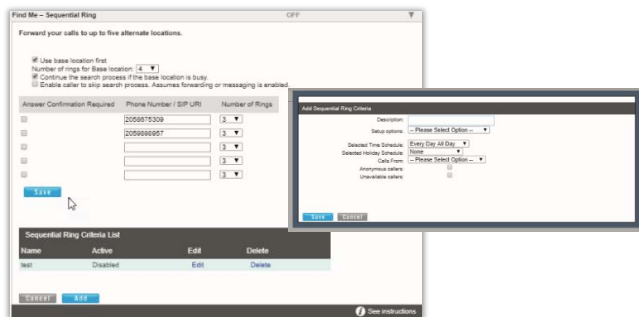 Find Me – Sequential Ring OFF
Forward your calls to up to five alternate locations.
Use base location first
Number of rings for Base location: 4
Continue the search process if the base location is busy.
Enable caller to skip search process. Assumes forwarding or messaging is enabled.
Answer Confirmation Required Phone Number / SIP URI Number of Rings
2058675309 3
2059898957 3
3
3
3
Save
Sequential Ring Criteria List
Name Active Edit Delete
test Disabled Edit Delete
Cancel Add
See instructions
Add Sequential Ring Criteria
Description:
Setup options: -- Please Select Option --
Selected Time Schedule: Every Day All Day
Selected Holiday Schedule: None
Calls From: -- Please Select Option --
Anonymous callers:
Unavailable callers:
Save Cancel